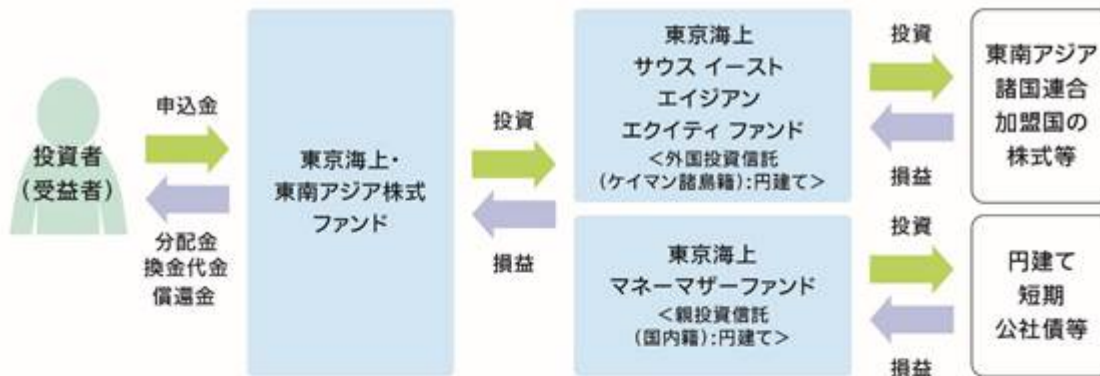 申込金
投資者
(受益者)
分配金
換金代金
償還金
東京海上・
東南アジア株式
ファンド
投資
損益
東京海上
サウス イースト
エイジアン
エクイティ ファンド
<外国投資信託
(ケイマン諸島籍):円建て>
投資
損益
東南アジア
諸国連合
加盟国の
株式等
東京海上
マネーマザーファンド
<親投資信託
(国内籍):円建て>
投資
損益
円建て
短期
公社債等